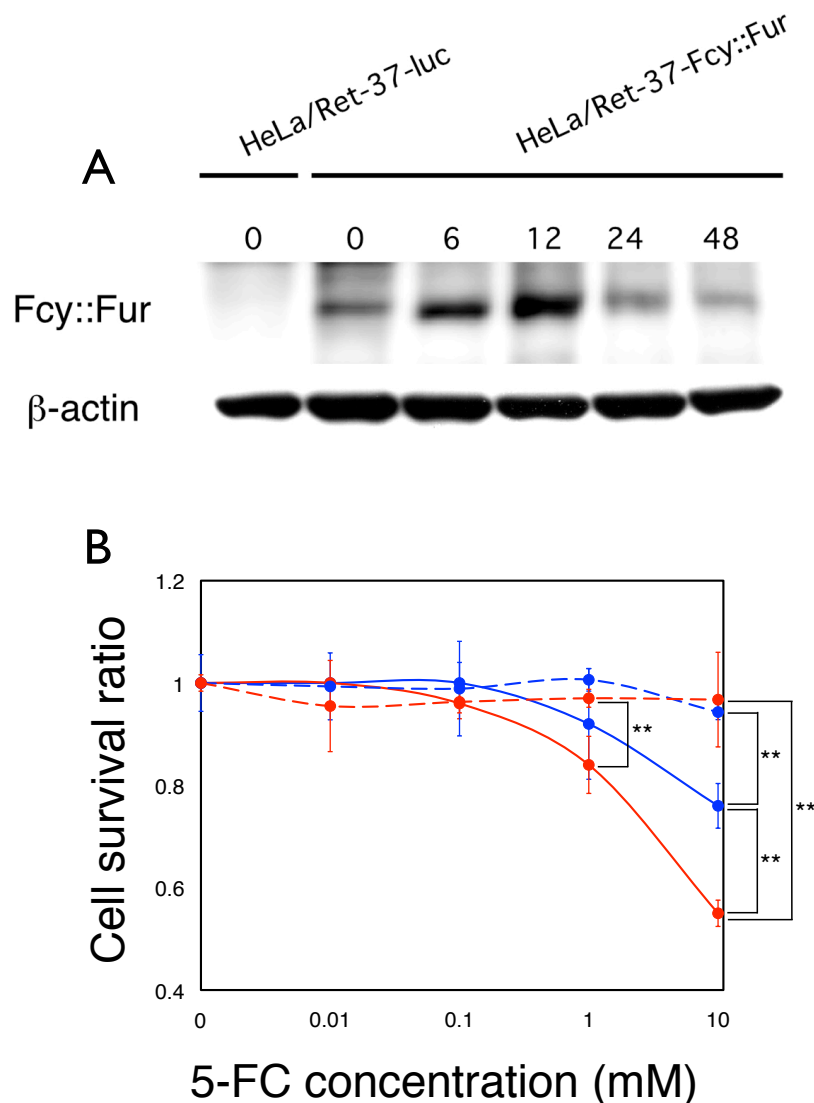 HeLa/Ret-37-luc
HeLa/Ret-37-Fcy::Fur
A
0 0 6 12 24 48
Fcy::Fur
β-actin
B
1.2
1
0.8
0.6
0.4
Cell survival ratio
**
**
**
**
0 0.01 0.1 1 10
5-FC concentration (mM)